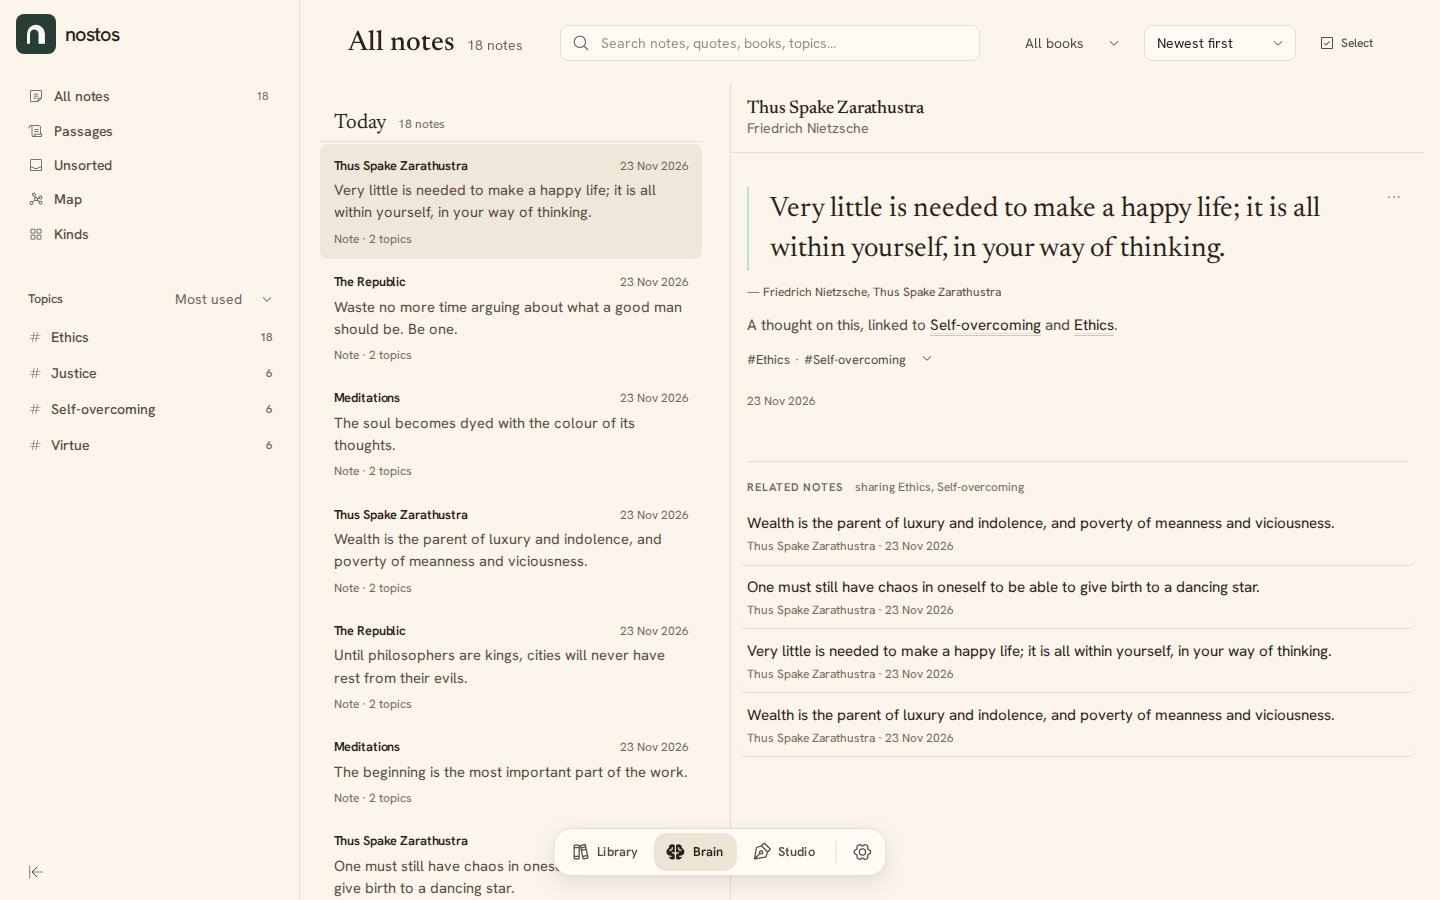 nostos
All notes 18
Passages
Unsorted
Map
Kinds
Topics Most used
# Ethics 18
# Justice 6
# Self-overcoming 6
# Virtue 6
All notes 18 notes
Search notes, quotes, books, topics...
All books
Newest first
Select
Today 18 notes
Thus Spake Zarathustra 23 Nov 2026
Very little is needed to make a happy life; it is all
within yourself, in your way of thinking.
Note · 2 topics
The Republic 23 Nov 2026
Waste no more time arguing about what a good man
should be. Be one.
Note · 2 topics
Meditations 23 Nov 2026
The soul becomes dyed with the colour of its
thoughts.
Note · 2 topics
Thus Spake Zarathustra 23 Nov 2026
Wealth is the parent of luxury and indolence, and
poverty of meanness and viciousness.
Note · 2 topics
The Republic 23 Nov 2026
Until philosophers are kings, cities will never have
rest from their evils.
Note · 2 topics
Meditations 23 Nov 2026
The beginning is the most important part of the work.
Note · 2 topics
Thus Spake Zarathustra
One must still have chaos in
give birth to a dancing star.
Thus Spake Zarathustra
Friedrich Nietzsche
Very little is needed to make a happy life; it is all
within yourself, in your way of thinking.
— Friedrich Nietzsche, Thus Spake Zarathustra
A thought on this, linked to Self-overcoming and Ethics.
#Ethics · #Self-overcoming
23 Nov 2026
RELATED NOTES sharing Ethics, Self-overcoming
Wealth is the parent of luxury and indolence, and poverty of meanness and viciousness.
Thus Spake Zarathustra · 23 Nov 2026
One must still have chaos in oneself to be able to give birth to a dancing star.
Thus Spake Zarathustra · 23 Nov 2026
Very little is needed to make a happy life; it is all within yourself, in your way of thinking.
Thus Spake Zarathustra · 23 Nov 2026
Wealth is the parent of luxury and indolence, and poverty of meanness and viciousness.
Thus Spake Zarathustra · 23 Nov 2026
Library
Brain
Studio